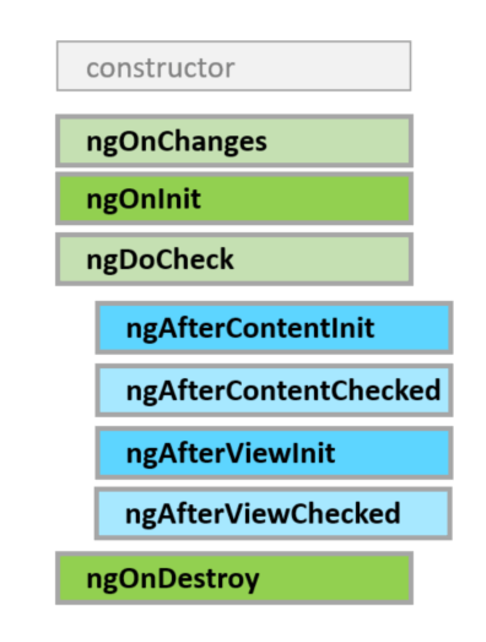 constructor
ngOnChanges
ngOnInit
ngDoCheck
ngAfterContentInit
ngAfterContentChecked
ngAfterViewInit
ngAfterViewChecked
ngOnDestroy